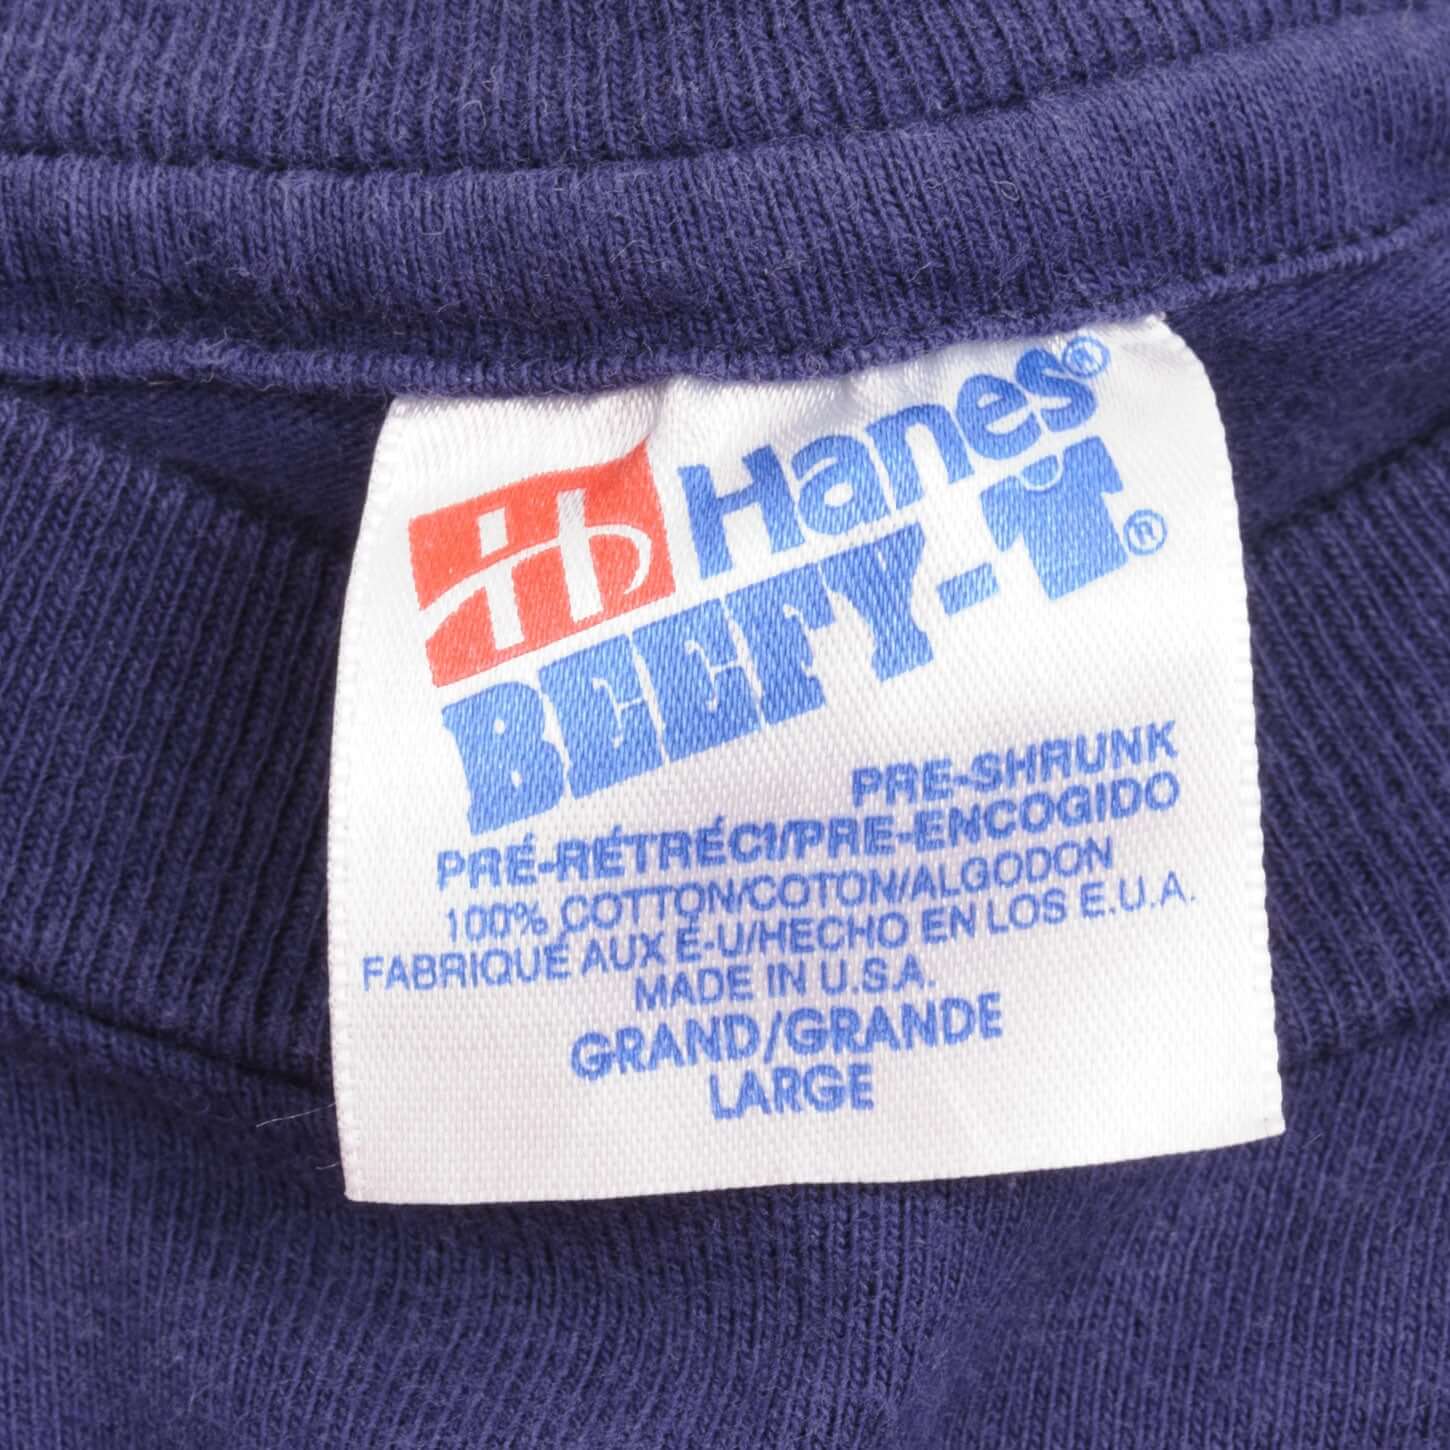 Hanes®
BEEFY-T®
PRE-SHRUNK
PRÉ-RÉTRÉCI/PRE-ENCOGIDO
100% COTTON/COTON/ALGODON
FABRIQUÉ AUX É-U/HECHO EN LOS E.U.A.
MADE IN U.S.A.
GRAND/GRANDE
LARGE